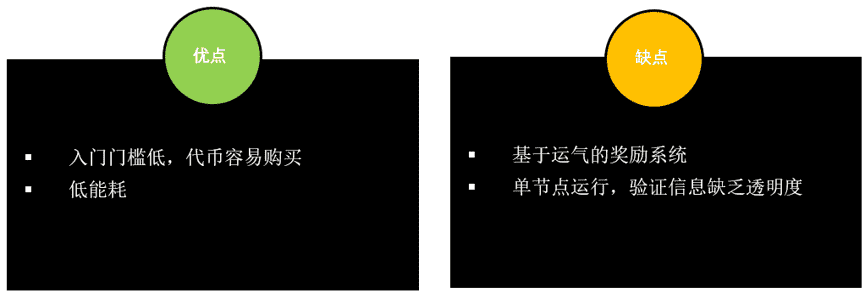 优点
▪ 入门门槛低，代币容易购买
▪ 低能耗
缺点
▪ 基于运气的奖励系统
▪ 单节点运行，验证信息缺乏透明度